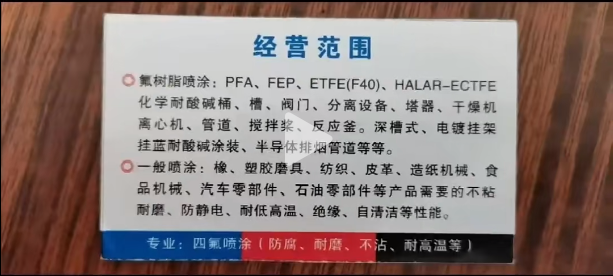 经营范围
氟树脂喷涂：PFA、FEP、ETFE(F40)、HALAR-ECTFE
化学耐酸碱桶、槽、阀门、分离设备、塔器、干燥机
离心机、管道、搅拌桨、反应釜。深槽式、电镀挂架
挂蓝耐酸碱涂装、半导体排烟管道等等。
一般喷涂：橡、塑胶磨具、纺织、皮革、造纸机械、食
品机械、汽车零部件、石油零部件等产品需要的不粘
耐磨、防静电、耐低高温、绝缘、自清洁等性能。
专业：四氟喷涂（防腐、耐磨、不沾、耐高温等）